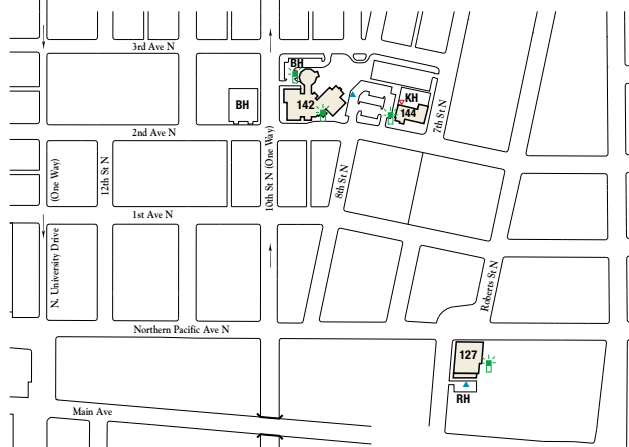 3rd Ave N
BH
BH
142
KH
144
7th St N
2nd Ave N
10th St N (One Way)
(One Way)
12th St N
8th St N
1st Ave N
N. University Drive
Roberts St N
Northern Pacific Ave N
127
RH
Main Ave